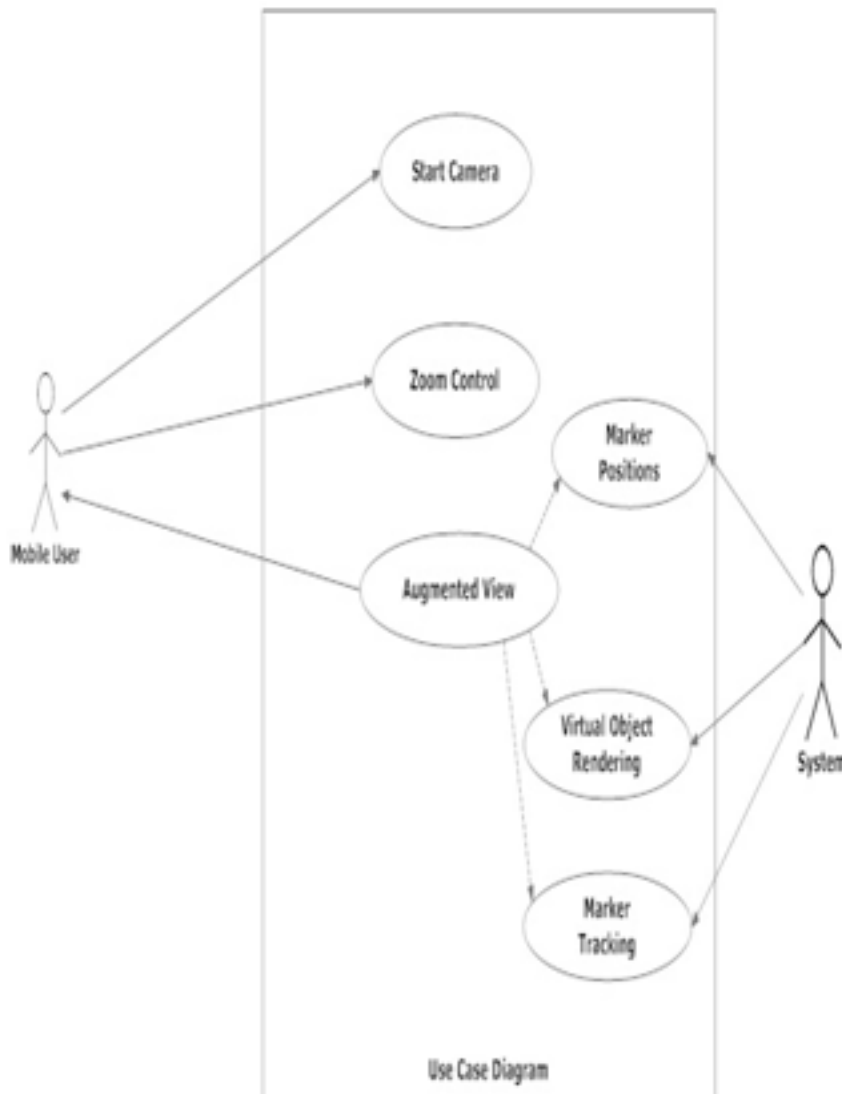 Start Camera
Zoom Control
Marker
Positions
Mobile User
Augmented View
Virtual Object
Rendering
System
Marker
Tracking
Use Case Diagram